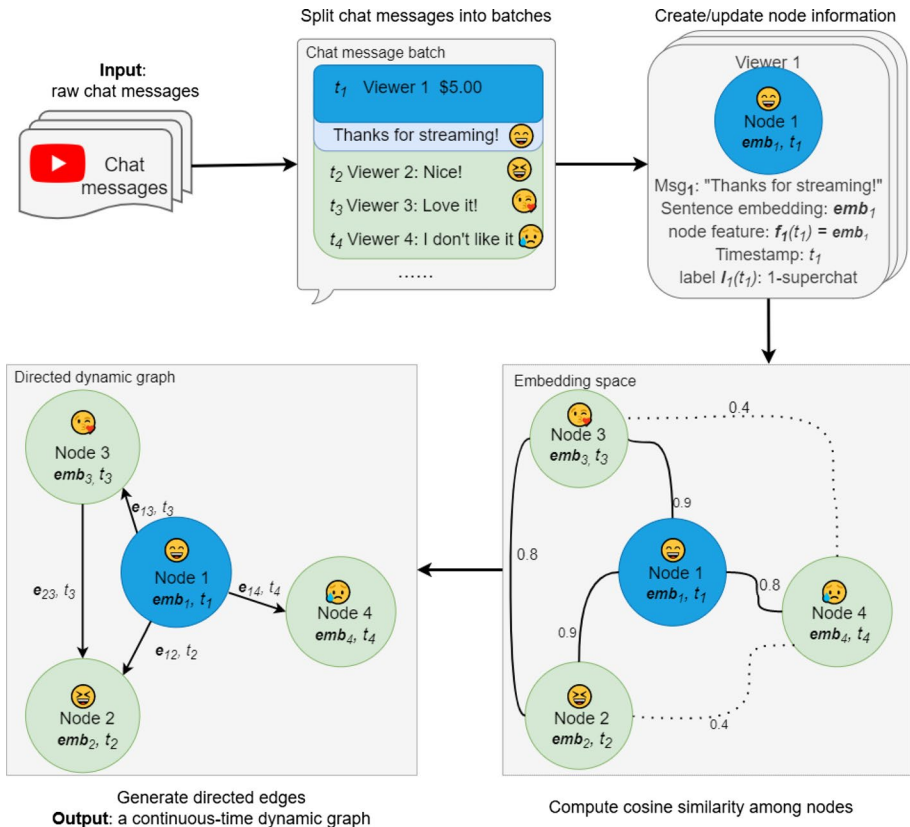 Split chat messages into batches
Create/update node information
Input:
raw chat messages
Chat
messages
Chat message batch
t1 Viewer 1 $5.00
Thanks for streaming!
t2 Viewer 2: Nice!
t3 Viewer 3: Love it!
t4 Viewer 4: I don't like it
......
Viewer 1
Node 1
emb1, t1
Msg1: "Thanks for streaming!"
Sentence embedding: emb1
node feature: f1(t1) = emb1
Timestamp: t1
label l1(t1): 1-superchat
Directed dynamic graph
Node 3
emb3, t3
e13, t3
Node 1
emb1, t1
e14, t4
e23, t3
Node 4
emb4, t4
e12, t2
Node 2
emb2, t2
Embedding space
0.4
Node 3
emb3, t3
0.9
0.8
Node 1
emb1, t1
0.8
Node 4
emb4, t4
0.9
Node 2
emb2, t2
0.4
Generate directed edges
Output: a continuous-time dynamic graph
Compute cosine similarity among nodes